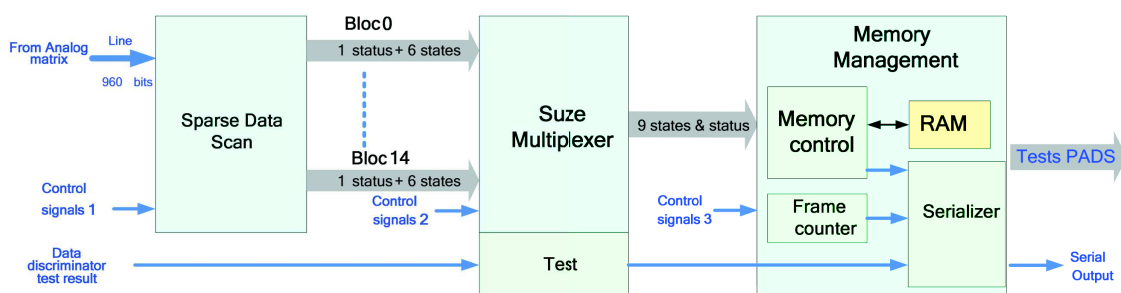 From Analog
matrix
Line
960 bits
Sparse Data
Scan
Control
signals 1
Bloc 0
1 status + 6 states
Bloc 14
1 status + 6 states
Control
signals 2
Suze
Multiplexer
Test
Data
discriminator
test result
9 states & status
Control
signals 3
Memory
Management
Memory
control
RAM
Frame
counter
Serializer
Tests PADS
Serial
Output